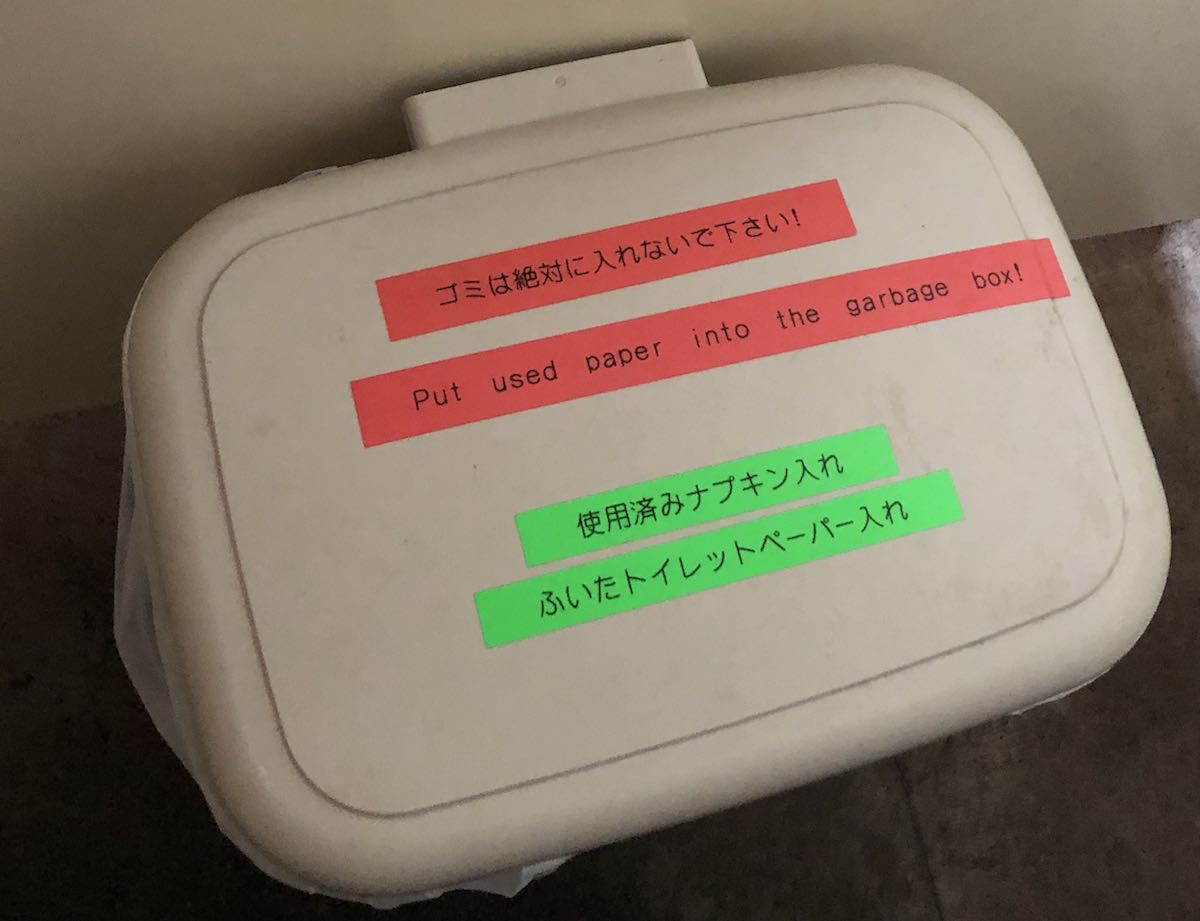 ゴミは絶対に入れないで下さい!
Put used paper into the garbage box!
使用済みナプキン入れ
ふいたトイレットペーパー入れ